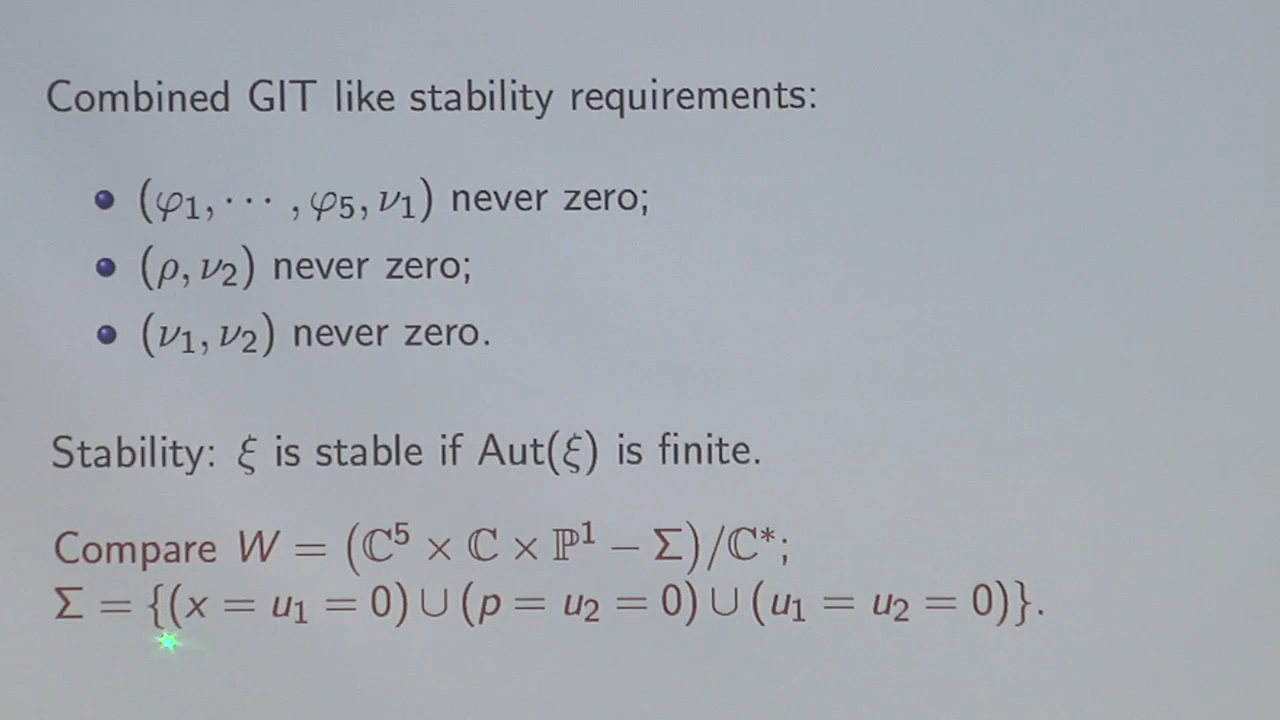 Combined GIT like stability requirements:
(φ₁, ⋯ , φ₅, ν₁) never zero;
(ρ, ν₂) never zero;
(ν₁, ν₂) never zero.
Stability: ξ is stable if Aut(ξ) is finite.
Compare W = (ℂ⁵ × ℂ × ℙ¹ − Σ)/ℂ*;
Σ = {(x = u₁ = 0) ∪ (p = u₂ = 0) ∪ (u₁ = u₂ = 0)}.